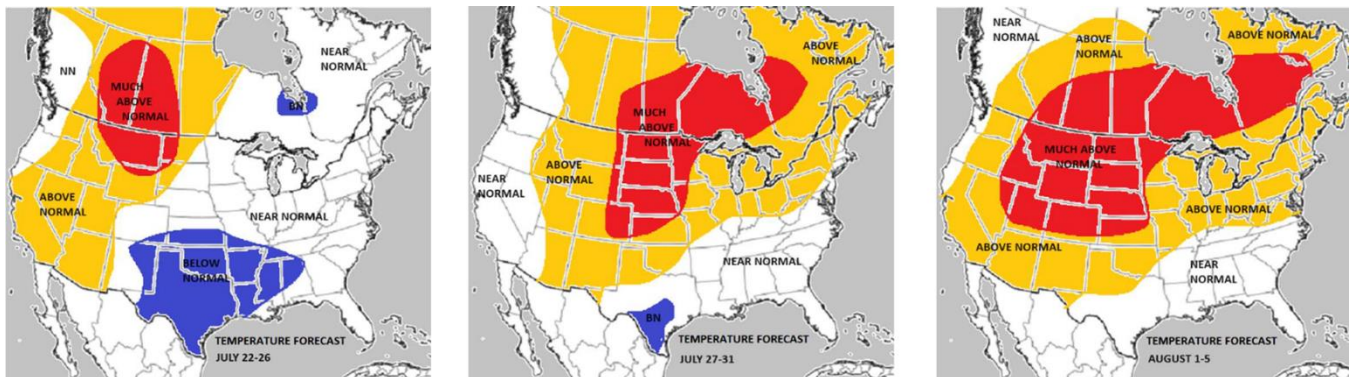 NN
NEAR
NORMAL
MUCH
ABOVE
NORMAL
BN
ABOVE
NORMAL
NEAR NORMAL
BELOW
NORMAL
TEMPERATURE FORECAST
JULY 22-26
ABOVE
NORMAL
MUCH
ABOVE
NORMAL
ABOVE
NORMAL
NEAR
NORMAL
NEAR NORMAL
BN
TEMPERATURE FORECAST
JULY 27-31
NEAR
NORMAL
ABOVE
NORMAL
ABOVE NORMAL
MUCH ABOVE
NORMAL
ABOVE NORMAL
ABOVE NORMAL
NEAR
NORMAL
TEMPERATURE FORECAST
AUGUST 1-5